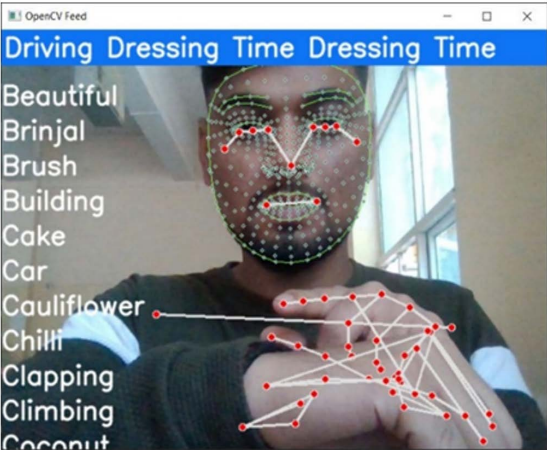 OpenCV Feed
Driving Dressing Time Dressing Time
Beautiful
Brinjal
Brush
Building
Cake
Car
Cauliflower
Chilli
Clapping
Climbing
Coconut